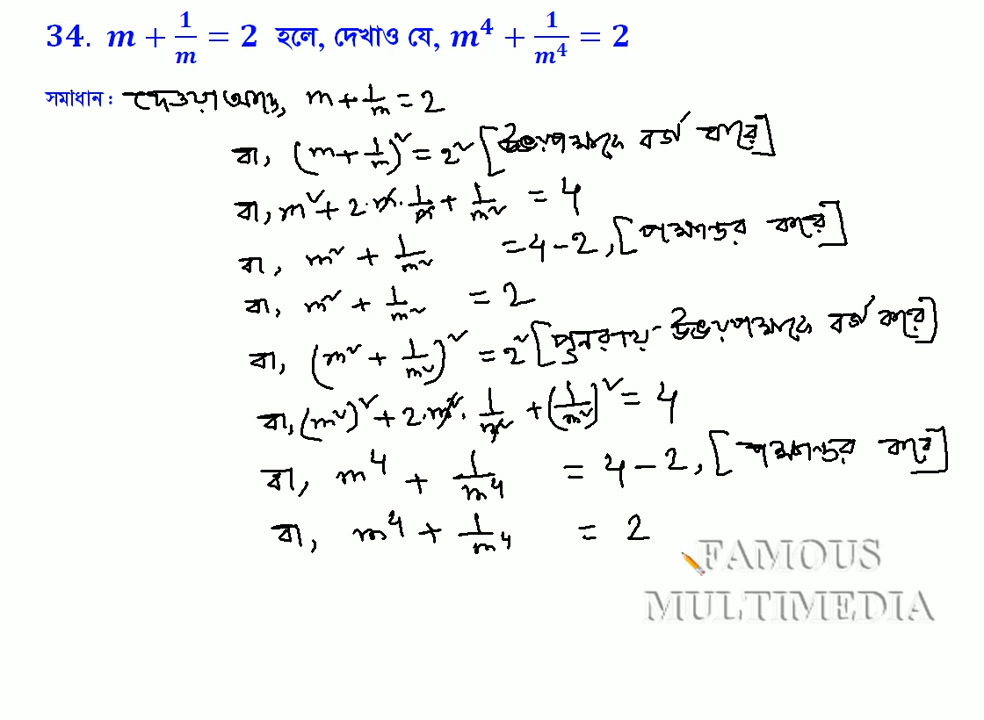 34. m + 1/m = 2 হলে, দেখাও যে, m⁴ + 1/m⁴ = 2
সমাধান : দেওয়া আছে, m + 1/m = 2
বা, (m + 1/m)² = 2² [উভয়পক্ষকে বর্গ করে]
বা, m² + 2·m·1/m + 1/m² = 4
বা, m² + 1/m² = 4 - 2, [পক্ষান্তর করে]
বা, m² + 1/m² = 2
বা, (m² + 1/m²)² = 2² [পুনরায় উভয়পক্ষকে বর্গ করে]
বা, (m²)² + 2·m²·1/m² + (1/m²)² = 4
বা, m⁴ + 1/m⁴ = 4 - 2, [পক্ষান্তর করে]
বা, m⁴ + 1/m⁴ = 2
FAMOUS
MULTIMEDIA